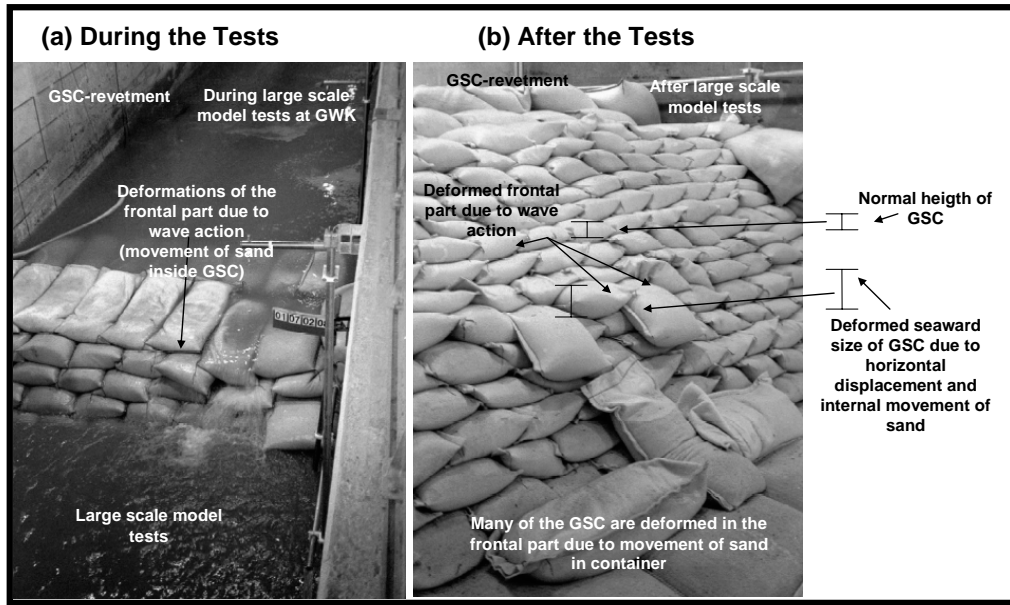 (a) During the Tests
(b) After the Tests
GSC-revetment
During large scale
model tests at GWK
Deformations of the
frontal part due to
wave action
(movement of sand
inside GSC)
01 07 02 0
Large scale model
tests
GSC-revetment
After large scale
model tests
Deformed frontal
part due to wave
action
Many of the GSC are deformed in the
frontal part due to movement of sand
in container
Normal heigth of
GSC
Deformed seaward
size of GSC due to
horizontal
displacement and
internal movement of
sand